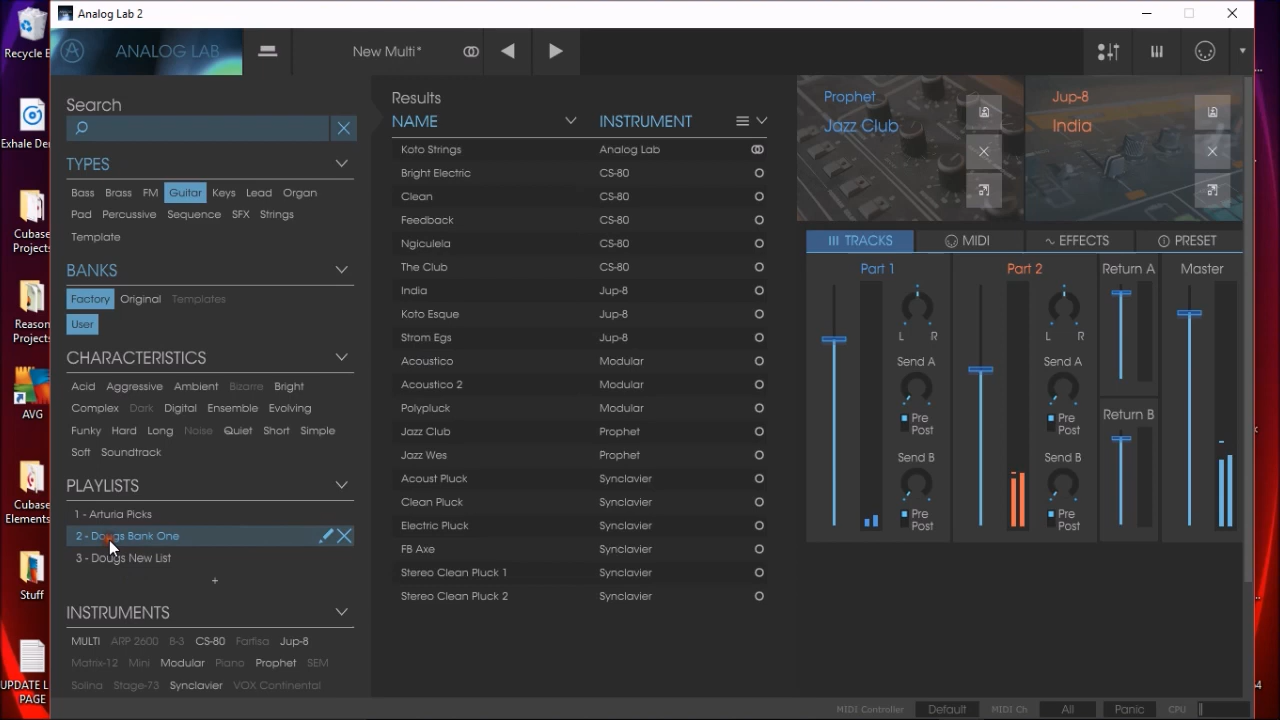 Analog Lab 2
Recycle B
ANALOG LAB
New Multi*
Search
Results
NAME INSTRUMENT
TYPES
Bass Brass FM Guitar Keys Lead Organ
Pad Percussive Sequence SFX Strings
Template
BANKS
Factory Original Templates
User
CHARACTERISTICS
Acid Aggressive Ambient Bizarre Bright
Complex Dark Digital Ensemble Evolving
Funky Hard Long Noise Quiet Short Simple
Soft Soundtrack
PLAYLISTS
1 - Arturia Picks
2 - Dougs Bank One
3 - Dougs New List
+
INSTRUMENTS
MULTI ARP 2600 B-3 CS-80 Farfisa Jup-8
Matrix-12 Mini Modular Piano Prophet SEM
Solina Stage-73 Synclavier VOX Continental
Koto Strings Analog Lab
Bright Electric CS-80
Clean CS-80
Feedback CS-80
Ngiculela CS-80
The Club CS-80
India Jup-8
Koto Esque Jup-8
Strom Egs Jup-8
Acoustico Modular
Acoustico 2 Modular
Polypluck Modular
Jazz Club Prophet
Jazz Wes Prophet
Acoust Pluck Synclavier
Clean Pluck Synclavier
Electric Pluck Synclavier
FB Axe Synclavier
Stereo Clean Pluck 1 Synclavier
Stereo Clean Pluck 2 Synclavier
Prophet
Jazz Club
Jup-8
India
TRACKS MIDI EFFECTS PRESET
Part 1 Part 2 Return A Master
L R L R
Send A Send A
Pre Pre
Post Post
Return B
Send B Send B
Pre Pre
Post Post
MIDI Controller Default MIDI Ch All Panic CPU
Exhale De
Cubase
Projects
Reason
Projects
AVG
Cubase
Elements
Stuff
UPDATE L
PAGE